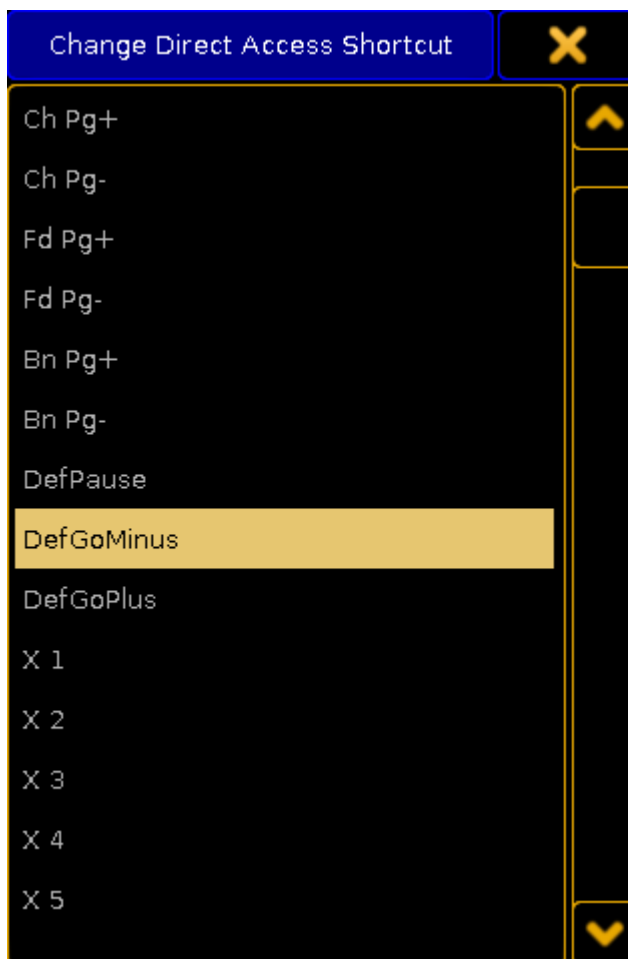 Change Direct Access Shortcut
Ch Pg+
Ch Pg-
Fd Pg+
Fd Pg-
Bn Pg+
Bn Pg-
DefPause
DefGoMinus
DefGoPlus
X 1
X 2
X 3
X 4
X 5